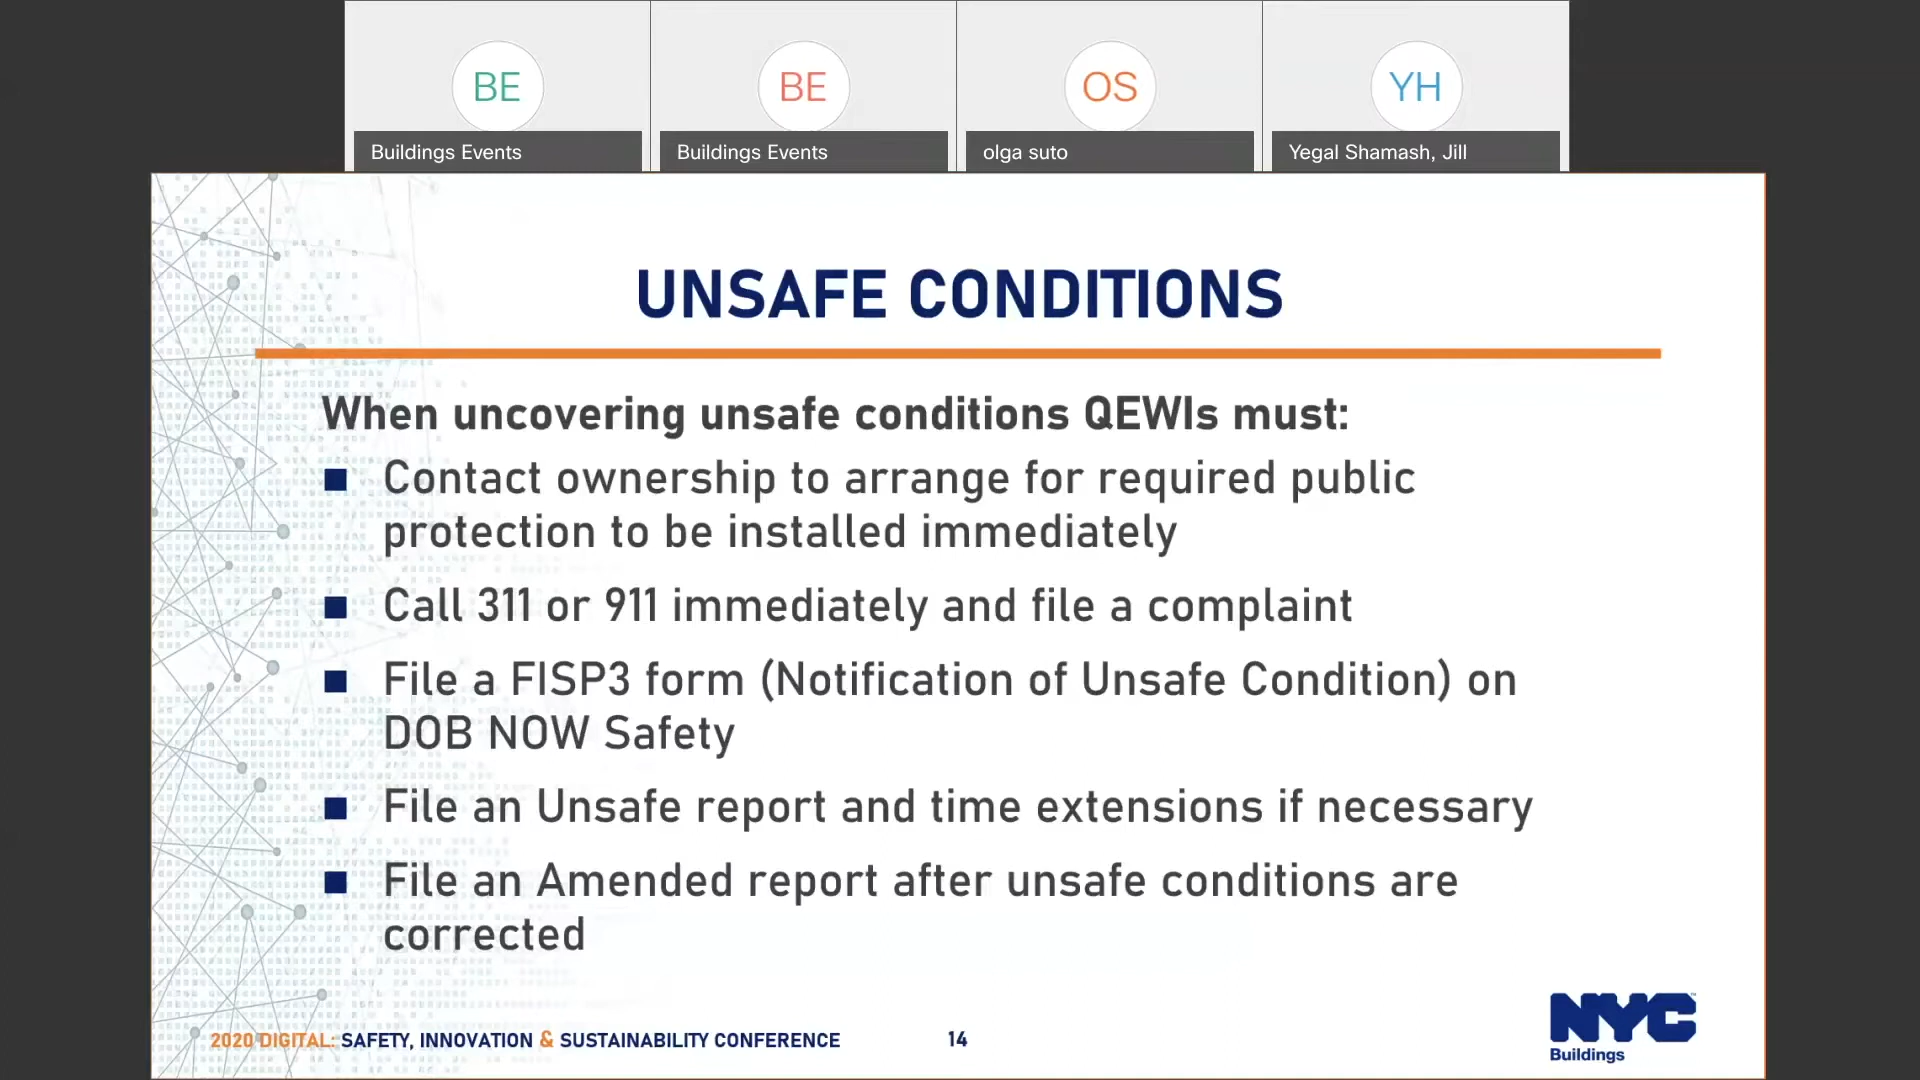 BE
BE
OS
YH
Buildings Events
Buildings Events
olga suto
Yegal Shamash, Jill
UNSAFE CONDITIONS
When uncovering unsafe conditions QEWIs must:
Contact ownership to arrange for required public
protection to be installed immediately
Call 311 or 911 immediately and file a complaint
File a FISP3 form (Notification of Unsafe Condition) on
DOB NOW Safety
File an Unsafe report and time extensions if necessary
File an Amended report after unsafe conditions are
corrected
2020 DIGITAL: SAFETY, INNOVATION & SUSTAINABILITY CONFERENCE
14
NYC
Buildings